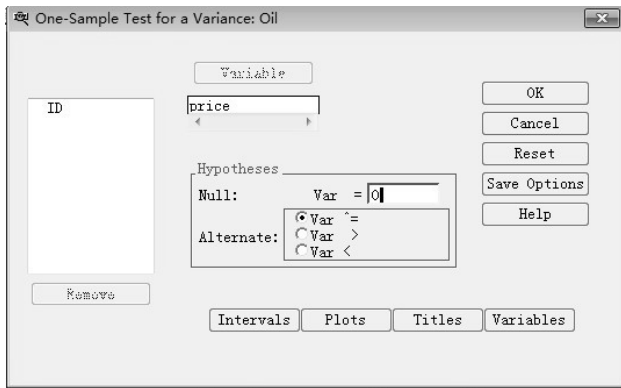 One-Sample Test for a Variance: Oil
Variable
ID
price
Hypotheses
Null: Var = 0
Alternate:
Var ^=
Var >
Var <
Remove
OK
Cancel
Reset
Save Options
Help
Intervals Plots Titles Variables